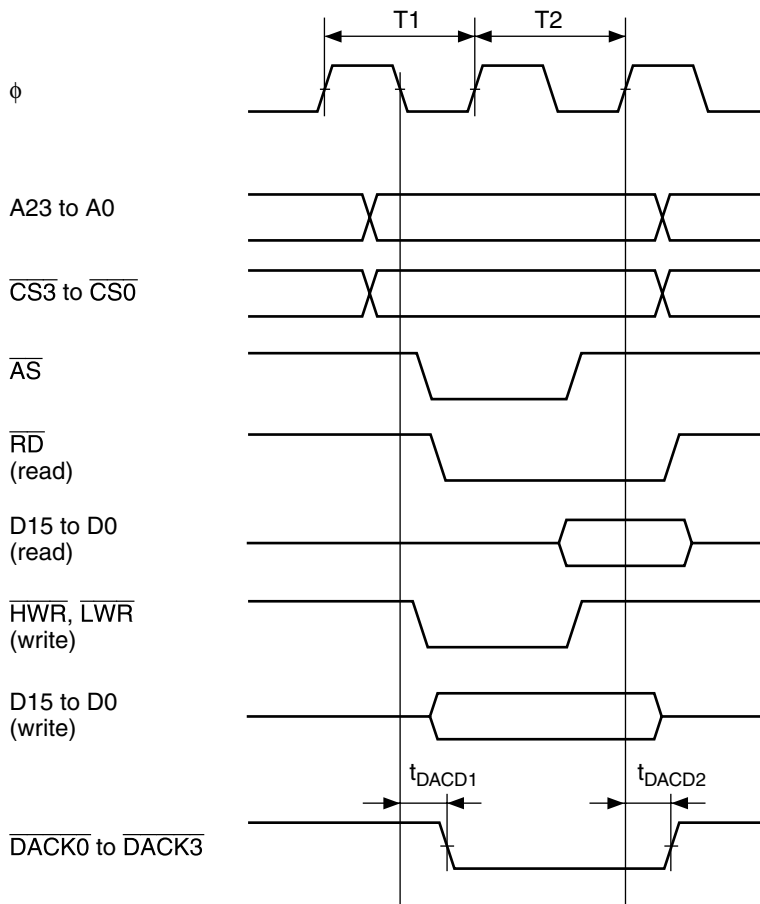 T1 T2
φ
A23 to A0
CS3 to CS0
AS
RD
(read)
D15 to D0
(read)
HWR, LWR
(write)
D15 to D0
(write)
tDACD1 tDACD2
DACK0 to DACK3